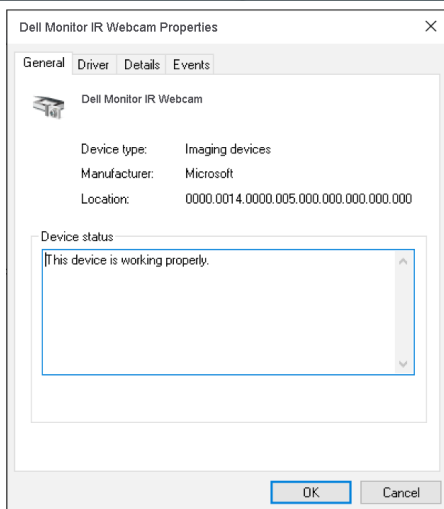 Dell Monitor IR Webcam Properties
General Driver Details Events
Dell Monitor IR Webcam
Device type: Imaging devices
Manufacturer: Microsoft
Location: 0000.0014.0000.005.000.000.000.000.000
Device status
This device is working properly.
OK Cancel